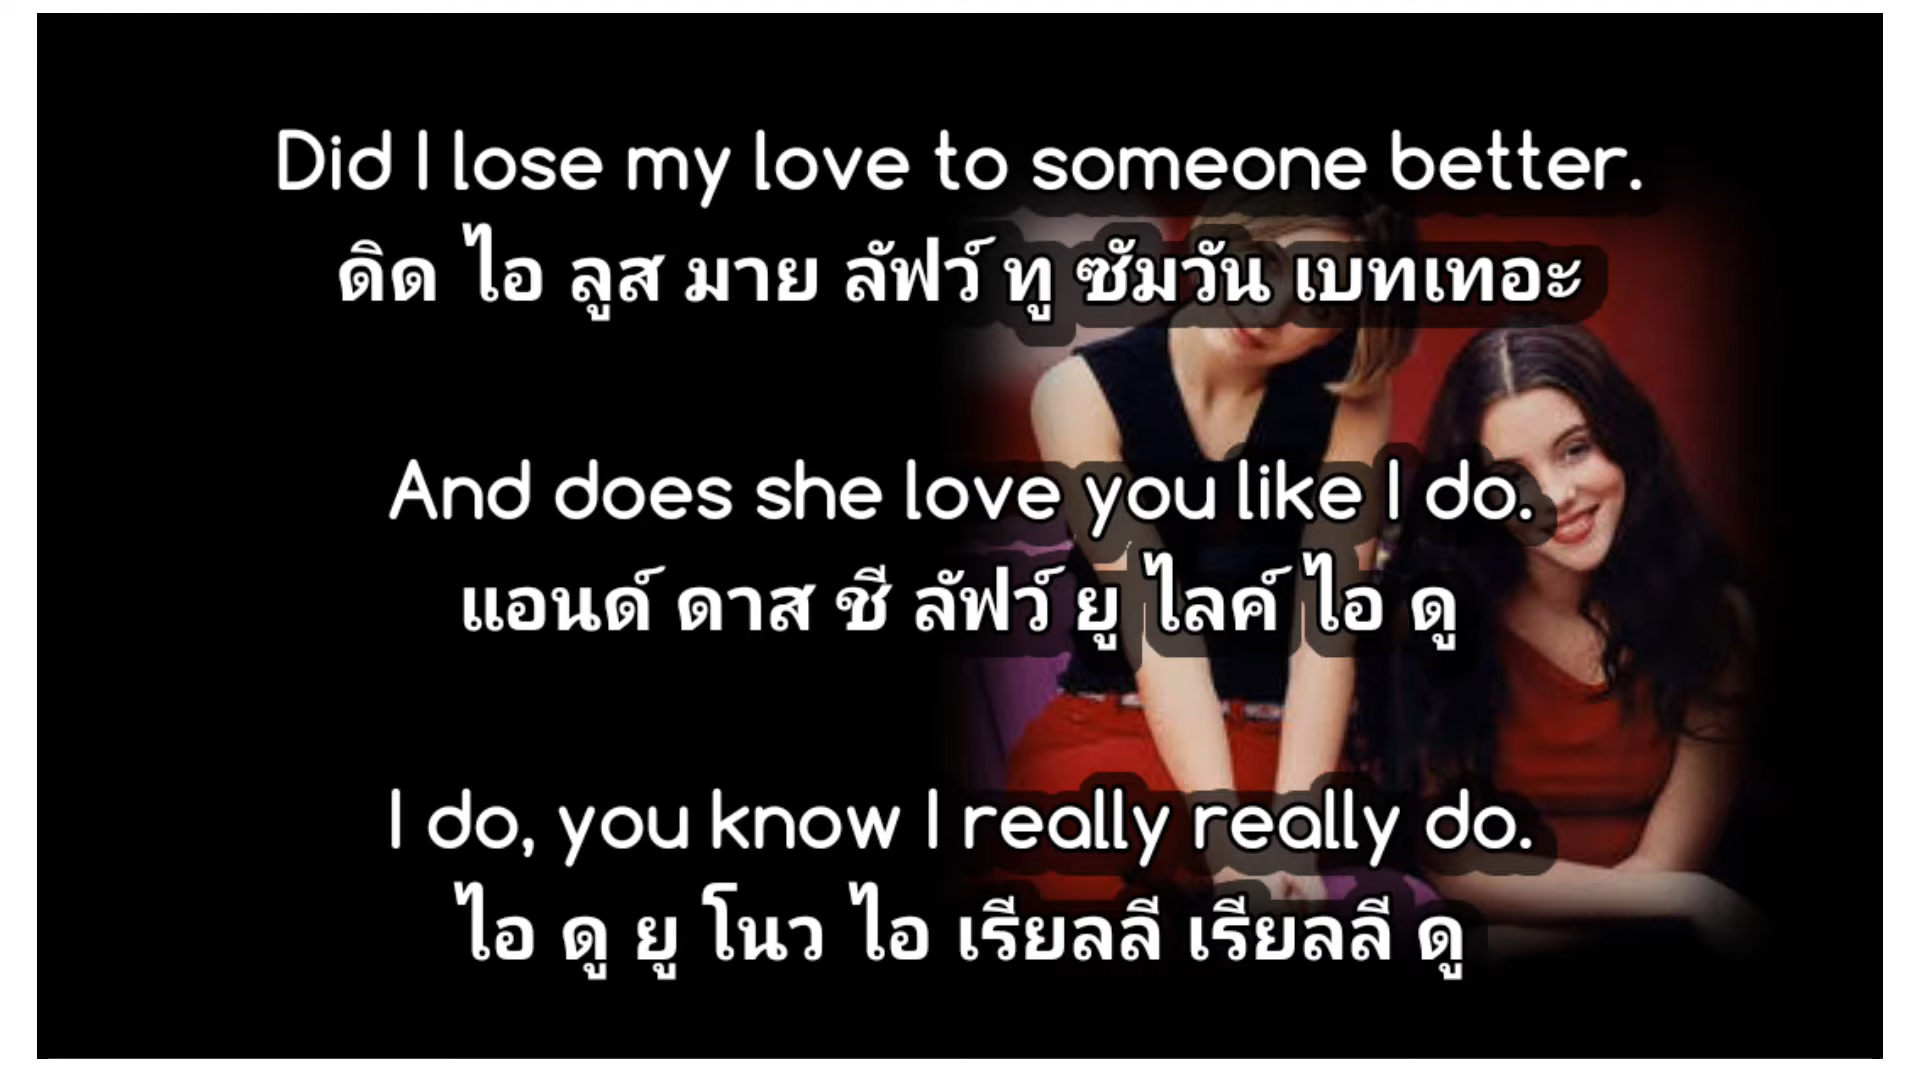 Did I lose my love to someone better.
ดิด ไอ ลูส มาย ลัฟว์ ทู ซัมวัน เบทเทอะ
And does she love you like I do.
แอนด์ ดาส ชี ลัฟว์ ยู ไลค์ ไอ ดู
I do, you know I really really do.
ไอ ดู ยู โนว ไอ เรียลลี เรียลลี ดู